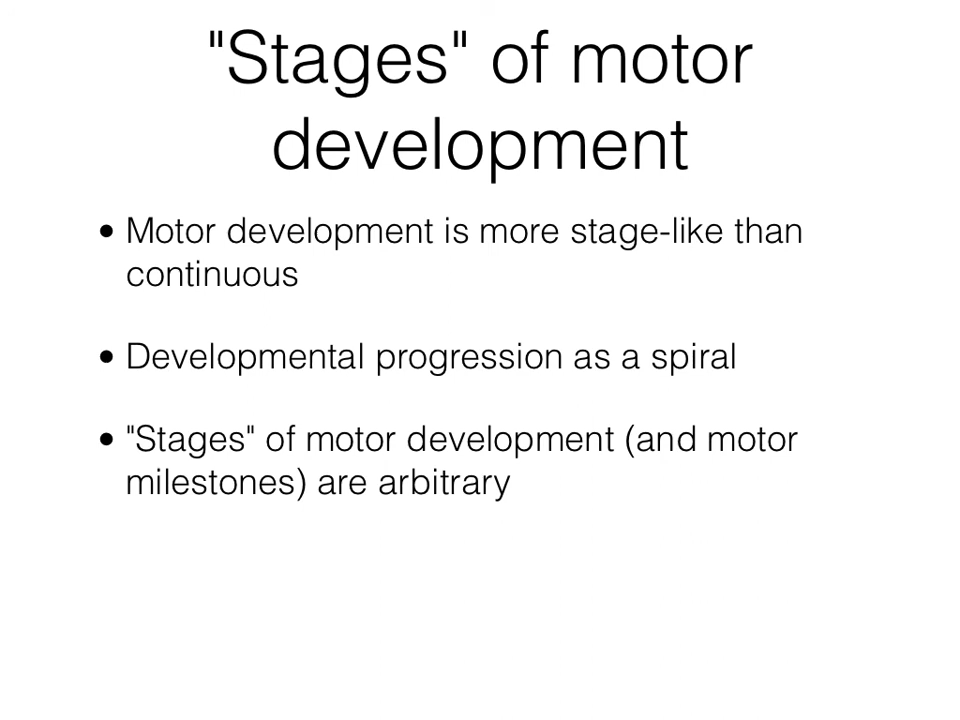 "Stages" of motor
development
• Motor development is more stage-like than
continuous
• Developmental progression as a spiral
• "Stages" of motor development (and motor
milestones) are arbitrary